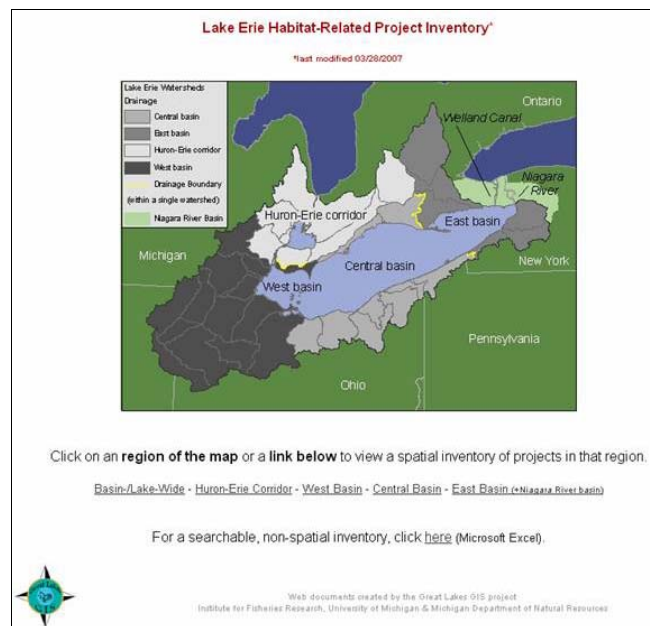 Lake Erie Habitat-Related Project Inventory*
*last modified 03/28/2007
Lake Erie Watersheds
Drainage
Central basin
East basin
Huron-Erie corridor
West basin
Drainage Boundary
(within a single watershed)
Niagara River Basin
Ontario
Welland Canal
Niagara
River
Huron-Erie corridor
East basin
Michigan
Central basin
New York
West basin
Pennsylvania
Ohio
Click on an region of the map or a link below to view a spatial inventory of projects in that region.
Basin-/Lake-Wide - Huron-Erie Corridor - West Basin - Central Basin - East Basin (+Niagara River basin)
For a searchable, non-spatial inventory, click here (Microsoft Excel).
GIS
Web documents created by the Great Lakes GIS project
Institute for Fisheries Research, University of Michigan & Michigan Department of Natural Resources